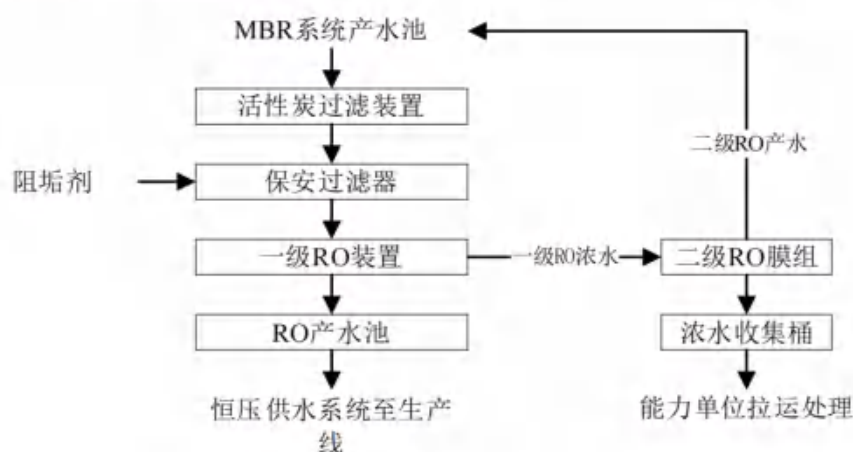 MBR系统产水池
活性炭过滤装置
二级RO产水
阻垢剂
保安过滤器
一级RO装置
一级RO浓水
二级RO膜组
RO产水池
浓水收集桶
恒压供水系统至生产
线
能力单位拉运处理